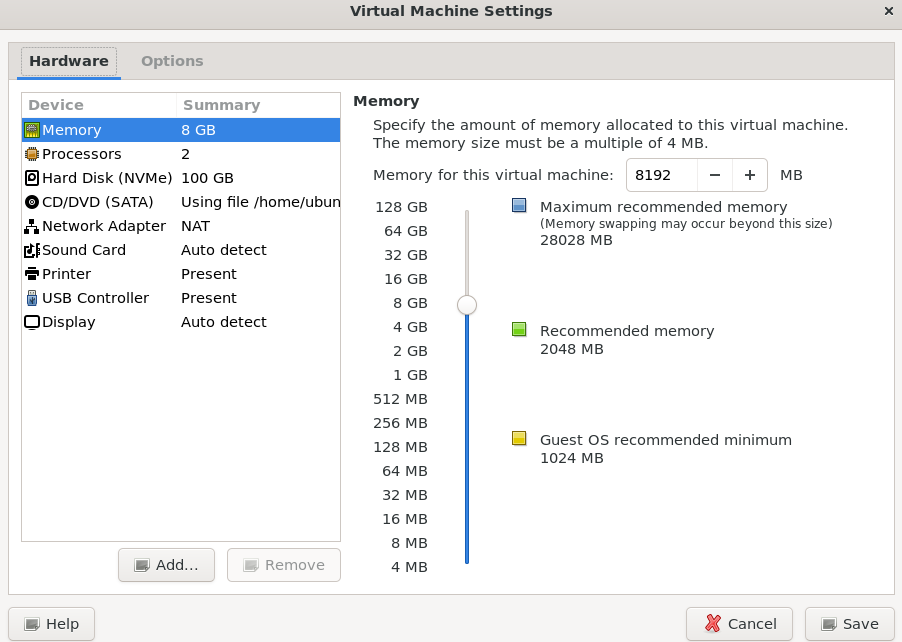 Virtual Machine Settings
×
Hardware Options
Device Summary
Memory 8 GB
Processors 2
Hard Disk (NVMe) 100 GB
CD/DVD (SATA) Using file /home/ubun
Network Adapter NAT
Sound Card Auto detect
Printer Present
USB Controller Present
Display Auto detect
Add...
Remove
Memory
Specify the amount of memory allocated to this virtual machine.
The memory size must be a multiple of 4 MB.
Memory for this virtual machine: 8192 − + MB
128 GB
64 GB
32 GB
16 GB
8 GB
4 GB
2 GB
1 GB
512 MB
256 MB
128 MB
64 MB
32 MB
16 MB
8 MB
4 MB
Maximum recommended memory
(Memory swapping may occur beyond this size)
28028 MB
Recommended memory
2048 MB
Guest OS recommended minimum
1024 MB
Help
Cancel
Save